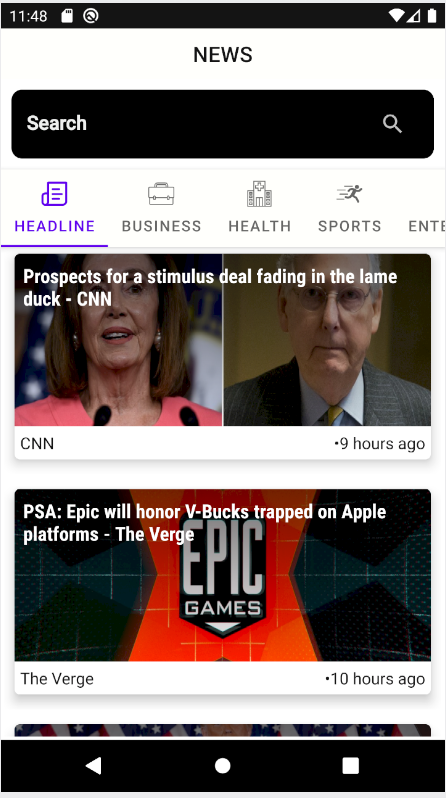 11:48
NEWS
Search
HEADLINE BUSINESS HEALTH SPORTS ENTE
Prospects for a stimulus deal fading in the lame
duck - CNN
CNN •9 hours ago
PSA: Epic will honor V-Bucks trapped on Apple
platforms - The Verge
EPIC
GAMES
The Verge •10 hours ago